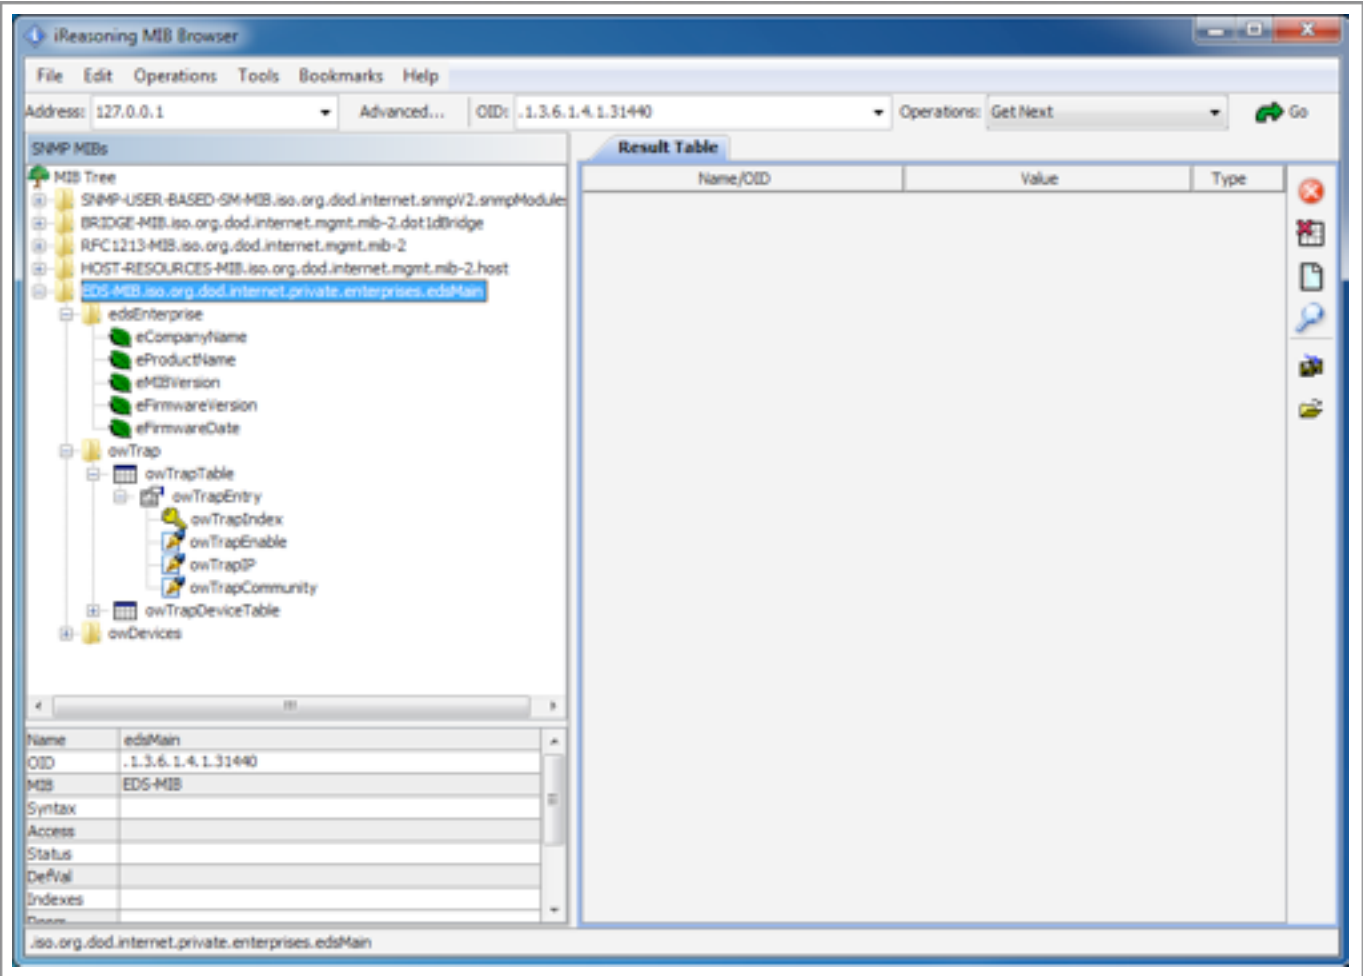 iReasoning MIB Browser
File Edit Operations Tools Bookmarks Help
Address: 127.0.0.1 Advanced... OID: .1.3.6.1.4.1.31440 Operations: Get Next Go
SNMP MIBs
Result Table
Name/OID Value Type
MIB Tree
SNMP-USER-BASED-SM-MIB.iso.org.dod.internet.snmpV2.snmpModule
BRIDGE-MIB.iso.org.dod.internet.mgmt.mib-2.dot1dBridge
RFC1213-MIB.iso.org.dod.internet.mgmt.mib-2
HOST-RESOURCES-MIB.iso.org.dod.internet.mgmt.mib-2.host
EDS-MIB.iso.org.dod.internet.private.enterprises.edsMain
edsEnterprise
eCompanyName
eProductName
eMIBVersion
eFirmwareVersion
eFirmwareDate
owTrap
owTrapTable
owTrapEntry
owTrapIndex
owTrapEnable
owTrapIP
owTrapCommunity
owTrapDeviceTable
owDevices
Name edsMain
OID .1.3.6.1.4.1.31440
MIB EDS-MIB
Syntax
Access
Status
DefVal
Indexes
.iso.org.dod.internet.private.enterprises.edsMain